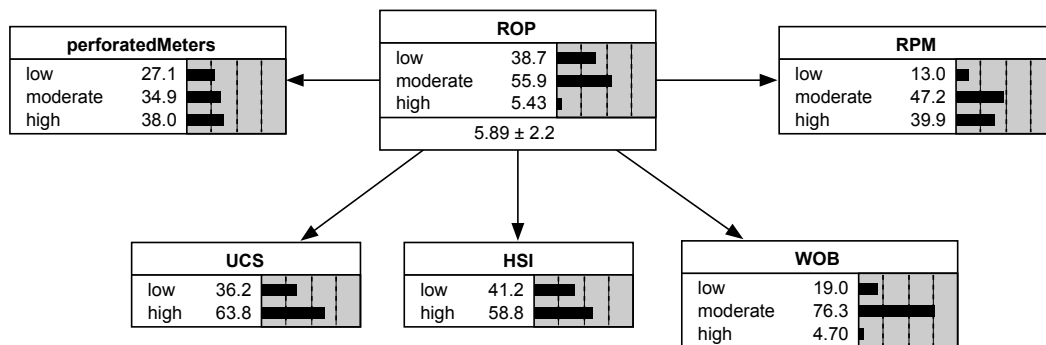 perforatedMeters
low 27.1
moderate 34.9
high 38.0
ROP
low 38.7
moderate 55.9
high 5.43
5.89 ± 2.2
RPM
low 13.0
moderate 47.2
high 39.9
UCS
low 36.2
high 63.8
HSI
low 41.2
high 58.8
WOB
low 19.0
moderate 76.3
high 4.70